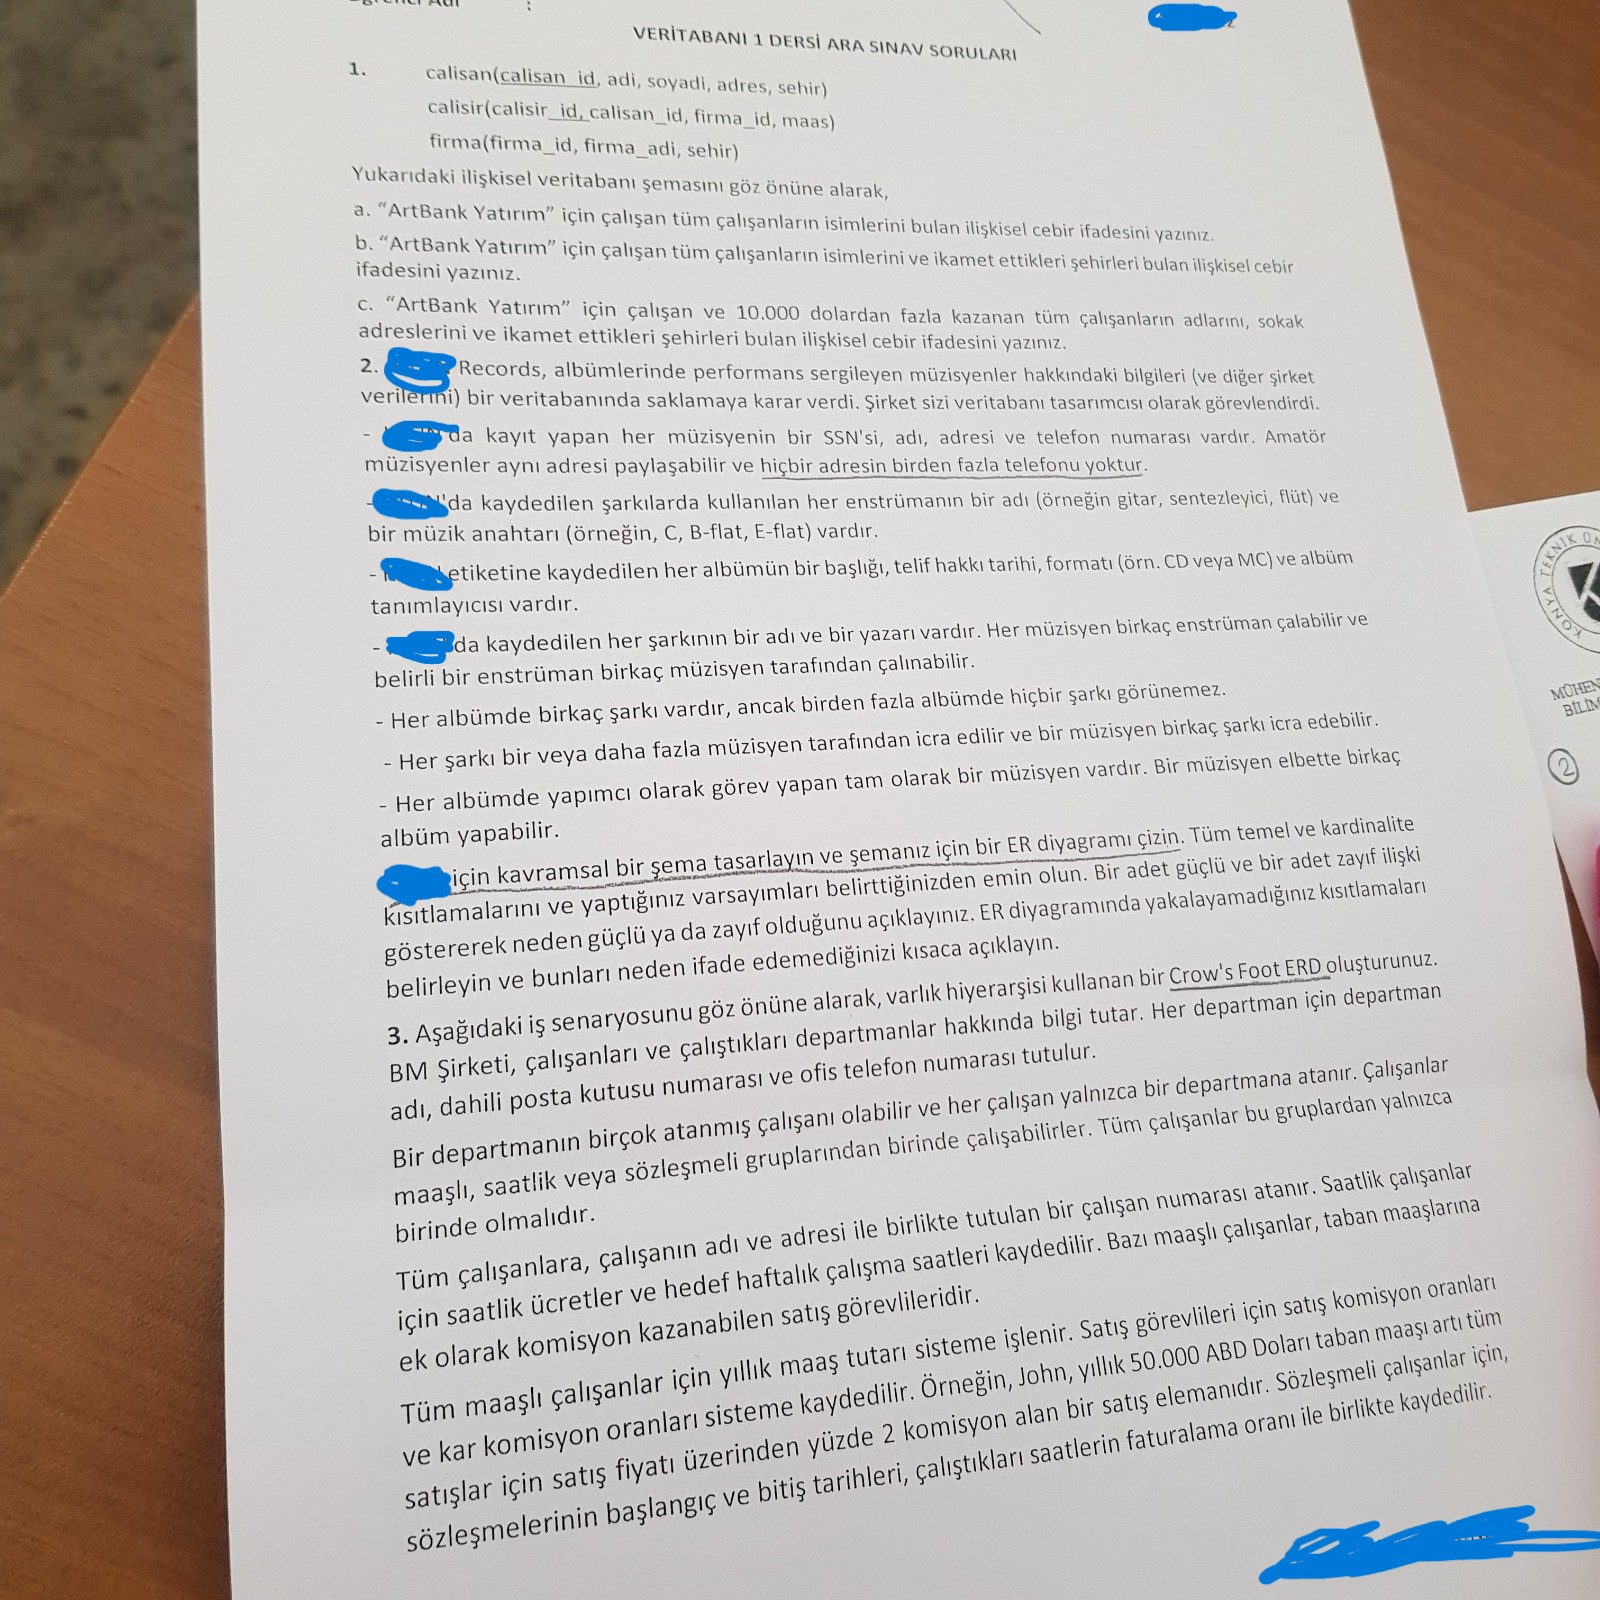 VERİTABANI 1 DERSİ ARA SINAV SORULARI
1. calisan(calisan_id, adi, soyadi, adres, sehir)
calisir(calisir_id, calisan_id, firma_id, maas)
firma(firma_id, firma_adi, sehir)
Yukarıdaki ilişkisel veritabanı şemasını göz önüne alarak,
a. “ArtBank Yatırım” için çalışan tüm çalışanların isimlerini bulan ilişkisel cebir ifadesini yazınız.
b. “ArtBank Yatırım” için çalışan tüm çalışanların isimlerini ve ikamet ettikleri şehirleri bulan ilişkisel cebir
ifadesini yazınız.
c. “ArtBank Yatırım” için çalışan ve 10.000 dolardan fazla kazanan tüm çalışanların adlarını, sokak
adreslerini ve ikamet ettikleri şehirleri bulan ilişkisel cebir ifadesini yazınız.
2. Records, albümlerinde performans sergileyen müzisyenler hakkındaki bilgileri (ve diğer şirket
verilerini) bir veritabanında saklamaya karar verdi. Şirket sizi veritabanı tasarımcısı olarak görevlendirdi.
- da kayıt yapan her müzisyenin bir SSN'si, adı, adresi ve telefon numarası vardır. Amatör
müzisyenler aynı adresi paylaşabilir ve hiçbir adresin birden fazla telefonu yoktur.
- 'da kaydedilen şarkılarda kullanılan her enstrümanın bir adı (örneğin gitar, sentezleyici, flüt) ve
bir müzik anahtarı (örneğin, C, B-flat, E-flat) vardır.
- etiketine kaydedilen her albümün bir başlığı, telif hakkı tarihi, formatı (örn. CD veya MC) ve albüm
tanımlayıcısı vardır.
- da kaydedilen her şarkının bir adı ve bir yazarı vardır. Her müzisyen birkaç enstrüman çalabilir ve
belirli bir enstrüman birkaç müzisyen tarafından çalınabilir.
- Her albümde birkaç şarkı vardır, ancak birden fazla albümde hiçbir şarkı görünemez.
- Her şarkı bir veya daha fazla müzisyen tarafından icra edilir ve bir müzisyen birkaç şarkı icra edebilir.
- Her albümde yapımcı olarak görev yapan tam olarak bir müzisyen vardır. Bir müzisyen elbette birkaç
albüm yapabilir.
için kavramsal bir şema tasarlayın ve şemanız için bir ER diyagramı çizin. Tüm temel ve kardinalite
kısıtlamalarını ve yaptığınız varsayımları belirttiğinizden emin olun. Bir adet güçlü ve bir adet zayıf ilişki
göstererek neden güçlü ya da zayıf olduğunu açıklayınız. ER diyagramında yakalayamadığınız kısıtlamaları
belirleyin ve bunları neden ifade edemediğinizi kısaca açıklayın.
3. Aşağıdaki iş senaryosunu göz önüne alarak, varlık hiyerarşisi kullanan bir Crow's Foot ERD oluşturunuz.
BM Şirketi, çalışanları ve çalıştıkları departmanlar hakkında bilgi tutar. Her departman için departman
adı, dahili posta kutusu numarası ve ofis telefon numarası tutulur.
Bir departmanın birçok atanmış çalışanı olabilir ve her çalışan yalnızca bir departmana atanır. Çalışanlar
maaşlı, saatlik veya sözleşmeli gruplarından birinde çalışabilirler. Tüm çalışanlar bu gruplardan yalnızca
birinde olmalıdır.
Tüm çalışanlara, çalışanın adı ve adresi ile birlikte tutulan bir çalışan numarası atanır. Saatlik çalışanlar
için saatlik ücretler ve hedef haftalık çalışma saatleri kaydedilir. Bazı maaşlı çalışanlar, taban maaşlarına
ek olarak komisyon kazanabilen satış görevlileridir.
Tüm maaşlı çalışanlar için yıllık maaş tutarı sisteme işlenir. Satış görevlileri için satış komisyon oranları
ve kar komisyon oranları sisteme kaydedilir. Örneğin, John, yıllık 50.000 ABD Doları taban maaşı artı tüm
satışlar için satış fiyatı üzerinden yüzde 2 komisyon alan bir satış elemanıdır. Sözleşmeli çalışanlar için,
sözleşmelerinin başlangıç ve bitiş tarihleri, çalıştıkları saatlerin faturalama oranı ile birlikte kaydedilir.
KONYA TEKNİK ÜN
MÜHEN
BİLİM
2